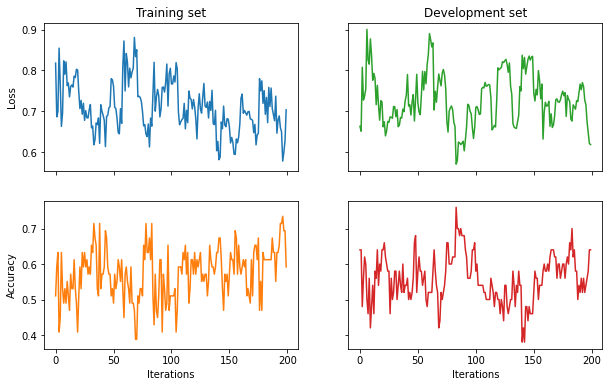 Training set
Development set
0.9
0.8
0.7
0.6
Loss
0.7
0.6
0.5
0.4
Accuracy
0 50 100 150 200
0 50 100 150 200
Iterations
Iterations